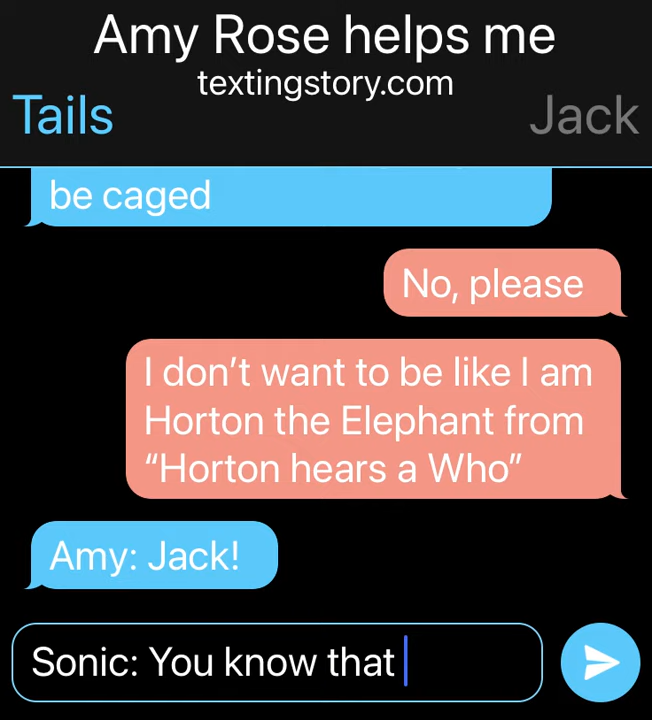 Amy Rose helps me
textingstory.com
Tails
Jack
be caged
No, please
I don’t want to be like I am
Horton the Elephant from
“Horton hears a Who”
Amy: Jack!
Sonic: You know that